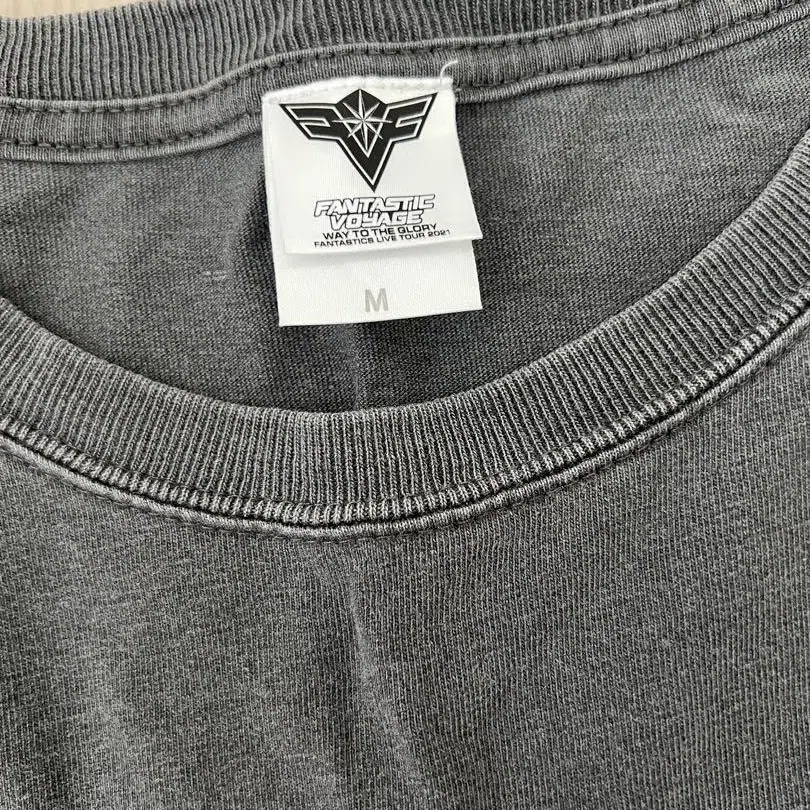 FANTASTIC
VOYAGE
WAY TO THE GLORY
FANTASTICS LIVE TOUR 2021
M